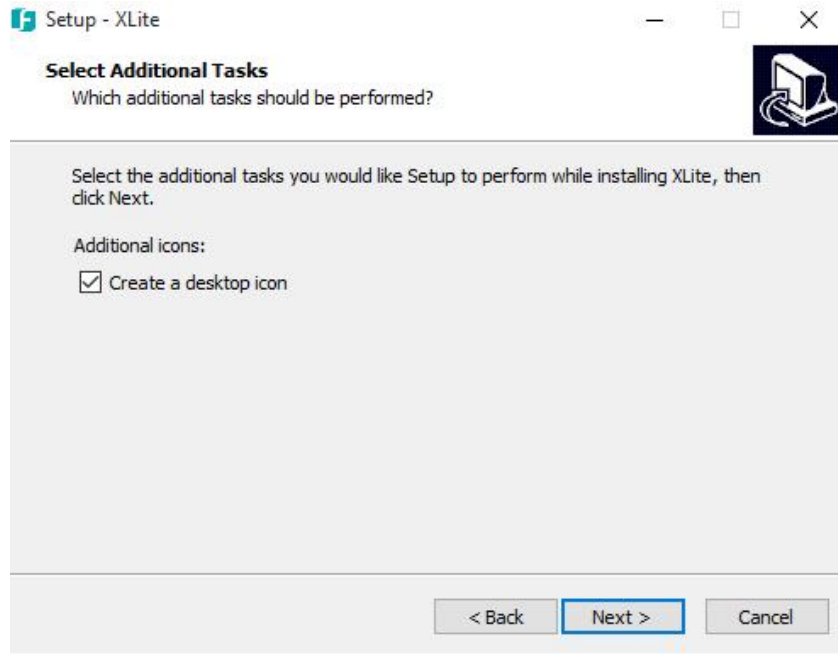 Setup - XLite
Select Additional Tasks
Which additional tasks should be performed?
Select the additional tasks you would like Setup to perform while installing XLite, then
click Next.
Additional icons:
Create a desktop icon
< Back Next > Cancel